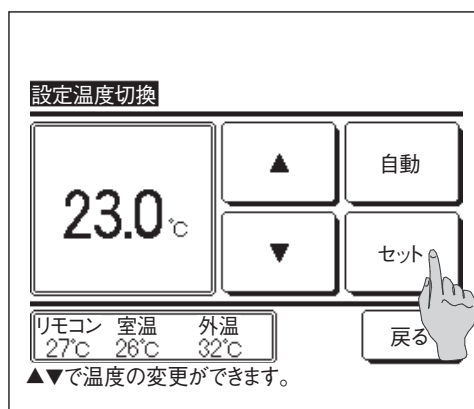 設定温度切換
23.0℃
▲
自動
▼
セット
リモコン 室温 外温
27℃ 26℃ 32℃
戻る
▲▼で温度の変更ができます。